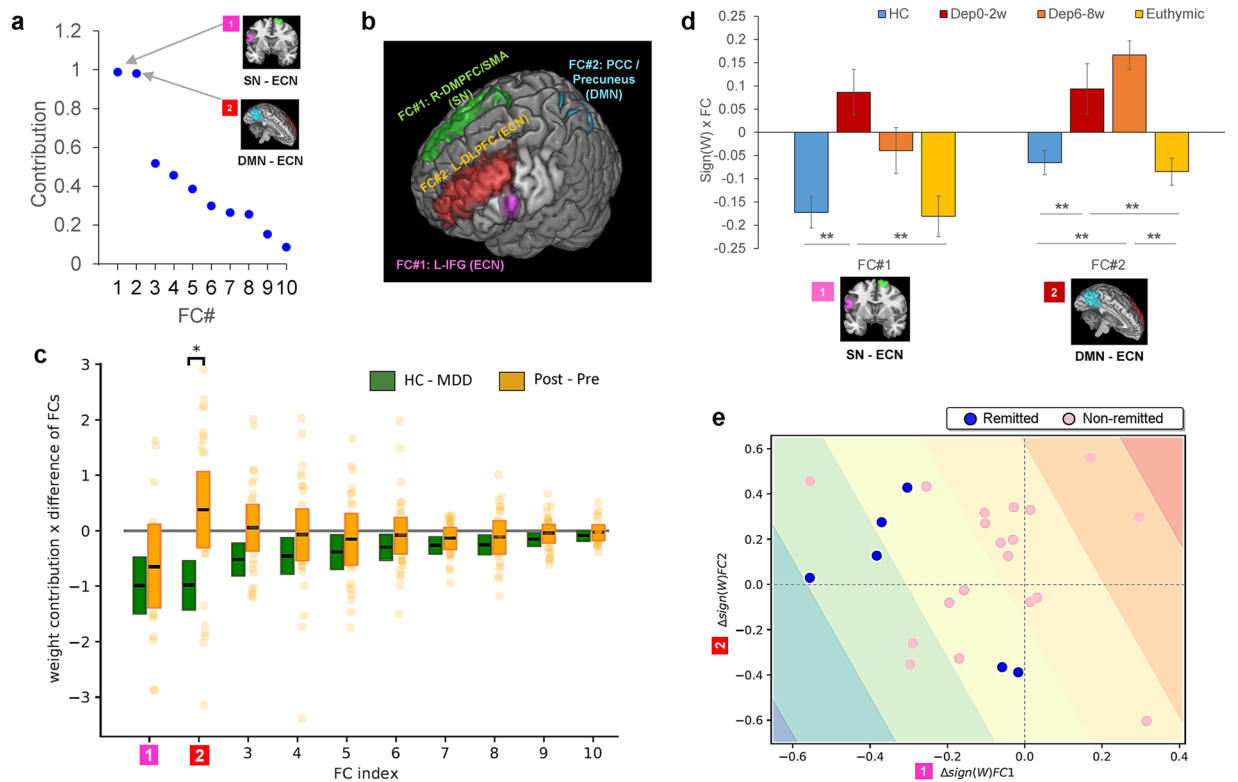 a
1.2
1
0.8
0.6
0.4
0.2
0
Contribution
1 2 3 4 5 6 7 8 9 10
FC#
1
SN - ECN
2
DMN - ECN
b
FC#1: R-DMPFC/SMA
(SN)
FC#2: L-DLPFC (ECN)
FC#2: PCC /
Precuneus
(DMN)
FC#1: L-IFG (ECN)
c
weight contribution x difference of FCs
3
2
1
0
−1
−2
−3
*
HC - MDD
Post - Pre
1 2 3 4 5 6 7 8 9 10
FC index
d
HC Dep0-2w Dep6-8w Euthymic
Sign(W) x FC
0.2
0.15
0.1
0.05
0
-0.05
-0.1
-0.15
-0.2
-0.25
** **
** **
** **
FC#1
FC#2
1
SN - ECN
2
DMN - ECN
e
Remitted Non-remitted
2 Δsign(W)FC2
0.6
0.4
0.2
0.0
−0.2
−0.4
−0.6
−0.6 −0.4 −0.2 0.0 0.2 0.4
1 Δsign(W)FC1